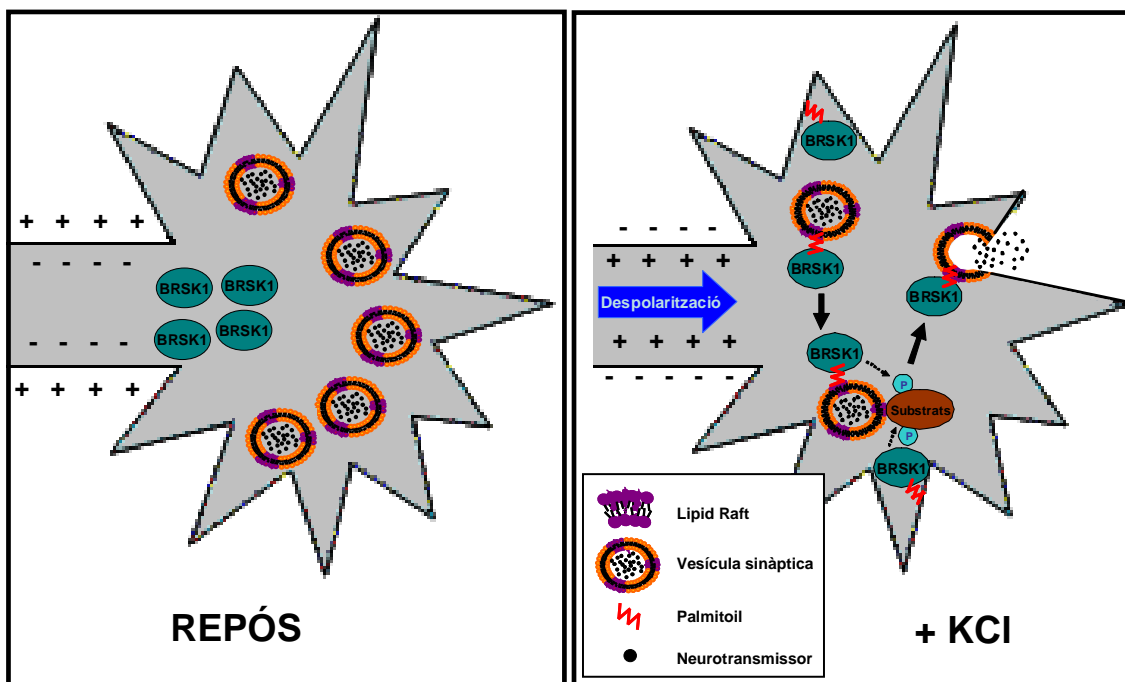 + + + +
- - - -
BRSK1 BRSK1
BRSK1 BRSK1
- - - -
+ + + +
REPÓS
BRSK1
- - - -
+ + + +
BRSK1
Despolarització
BRSK1
+ + + +
- - - -
BRSK1
P
Substrats
P
BRSK1
Lipid Raft
Vesícula sinàptica
Palmitoil
Neurotransmissor
+ KCl